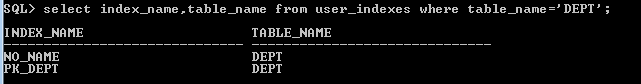 SQL> select index_name,table_name from user_indexes where table_name='DEPT';
INDEX_NAME TABLE_NAME
------------------------------ ------------------------------
NO_NAME DEPT
PK_DEPT DEPT